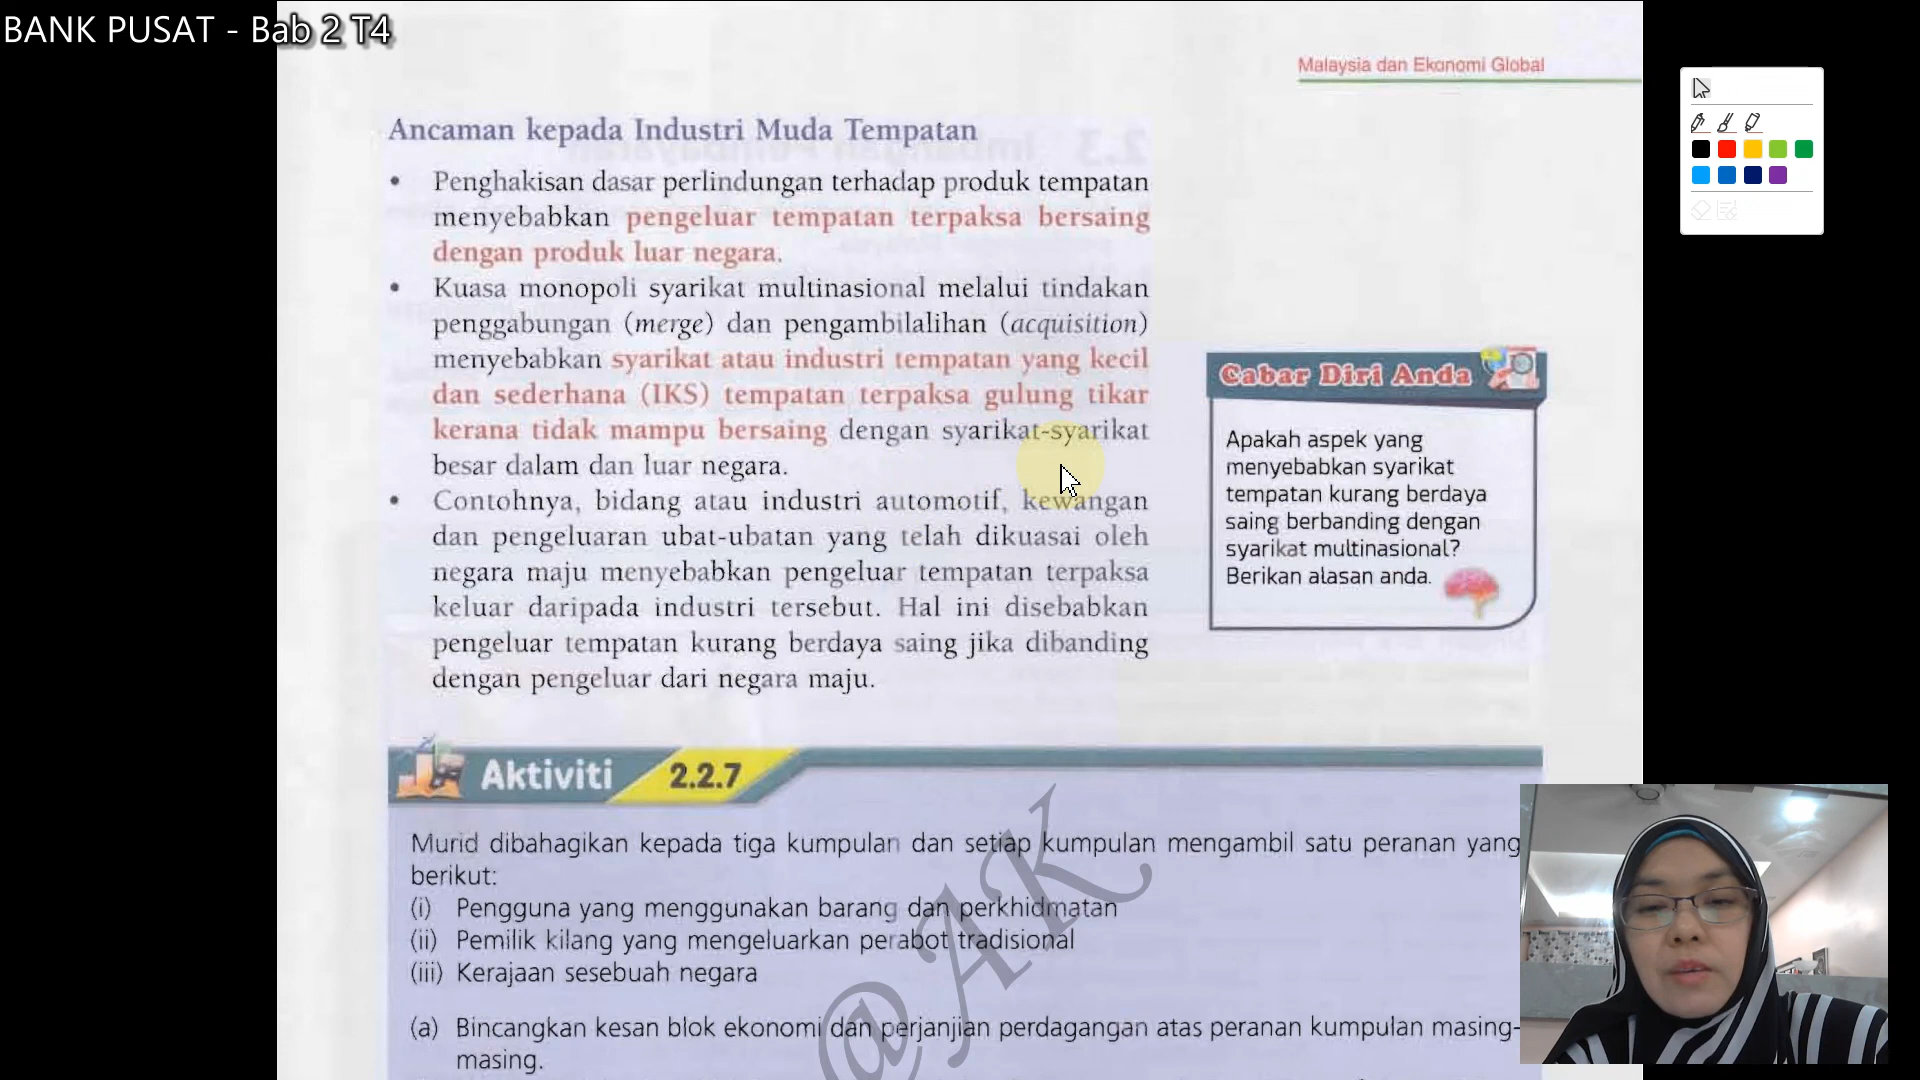 BANK PUSAT - Bab 2 T4
Malaysia dan Ekonomi Global
Ancaman kepada Industri Muda Tempatan
• Penghakisan dasar perlindungan terhadap produk tempatan
menyebabkan pengeluar tempatan terpaksa bersaing
dengan produk luar negara.
• Kuasa monopoli syarikat multinasional melalui tindakan
penggabungan (merge) dan pengambilalihan (acquisition)
menyebabkan syarikat atau industri tempatan yang kecil
dan sederhana (IKS) tempatan terpaksa gulung tikar
kerana tidak mampu bersaing dengan syarikat-syarikat
besar dalam dan luar negara.
• Contohnya, bidang atau industri automotif, kewangan
dan pengeluaran ubat-ubatan yang telah dikuasai oleh
negara maju menyebabkan pengeluar tempatan terpaksa
keluar daripada industri tersebut. Hal ini disebabkan
pengeluar tempatan kurang berdaya saing jika dibanding
dengan pengeluar dari negara maju.
Cabar Diri Anda
Apakah aspek yang
menyebabkan syarikat
tempatan kurang berdaya
saing berbanding dengan
syarikat multinasional?
Berikan alasan anda.
Aktiviti 2.2.7
Murid dibahagikan kepada tiga kumpulan dan setiap kumpulan mengambil satu peranan yang
berikut:
(i) Pengguna yang menggunakan barang dan perkhidmatan
(ii) Pemilik kilang yang mengeluarkan perabot tradisional
(iii) Kerajaan sesebuah negara
(a) Bincangkan kesan blok ekonomi dan perjanjian perdagangan atas peranan kumpulan masing-
masing.
@AK